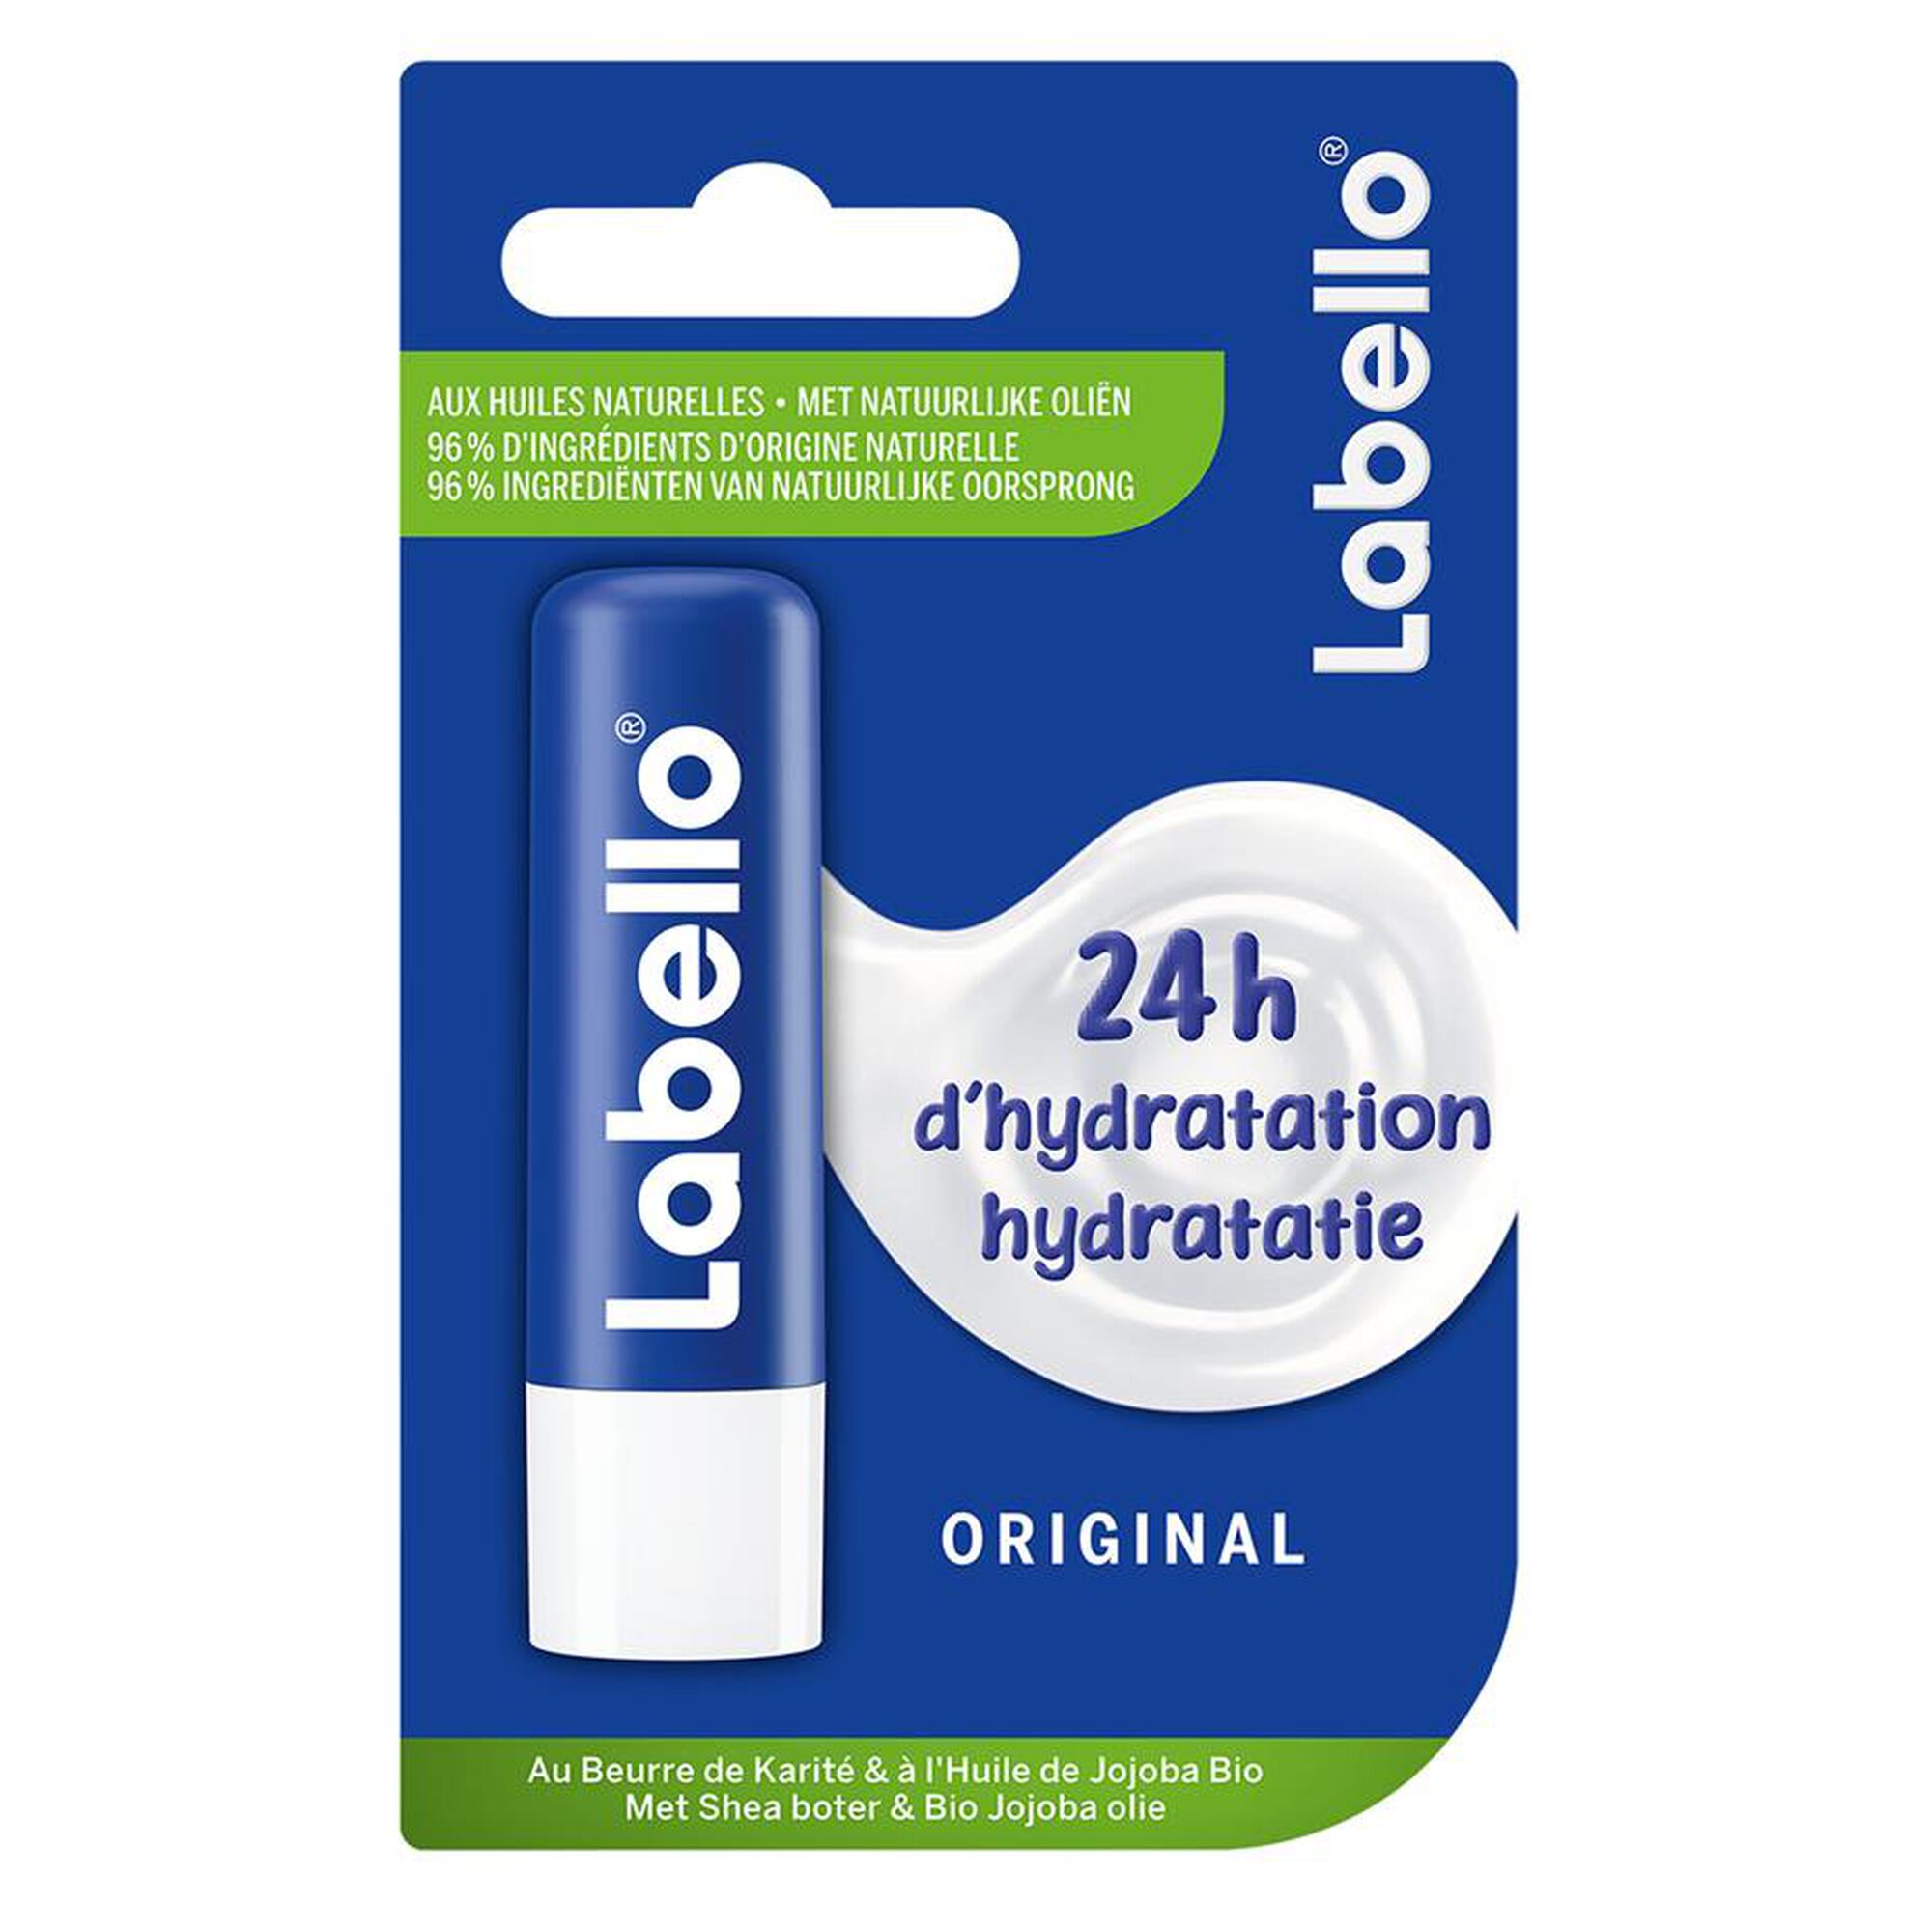 Labello®
AUX HUILES NATURELLES • MET NATUURLIJKE OLIËN
96 % D'INGRÉDIENTS D'ORIGINE NATURELLE
96 % INGREDIËNTEN VAN NATUURLIJKE OORSPRONG
Labello®
24 h
d'hydratation
hydratatie
ORIGINAL
Au Beurre de Karité & à l'Huile de Jojoba Bio
Met Shea boter & Bio Jojoba olie